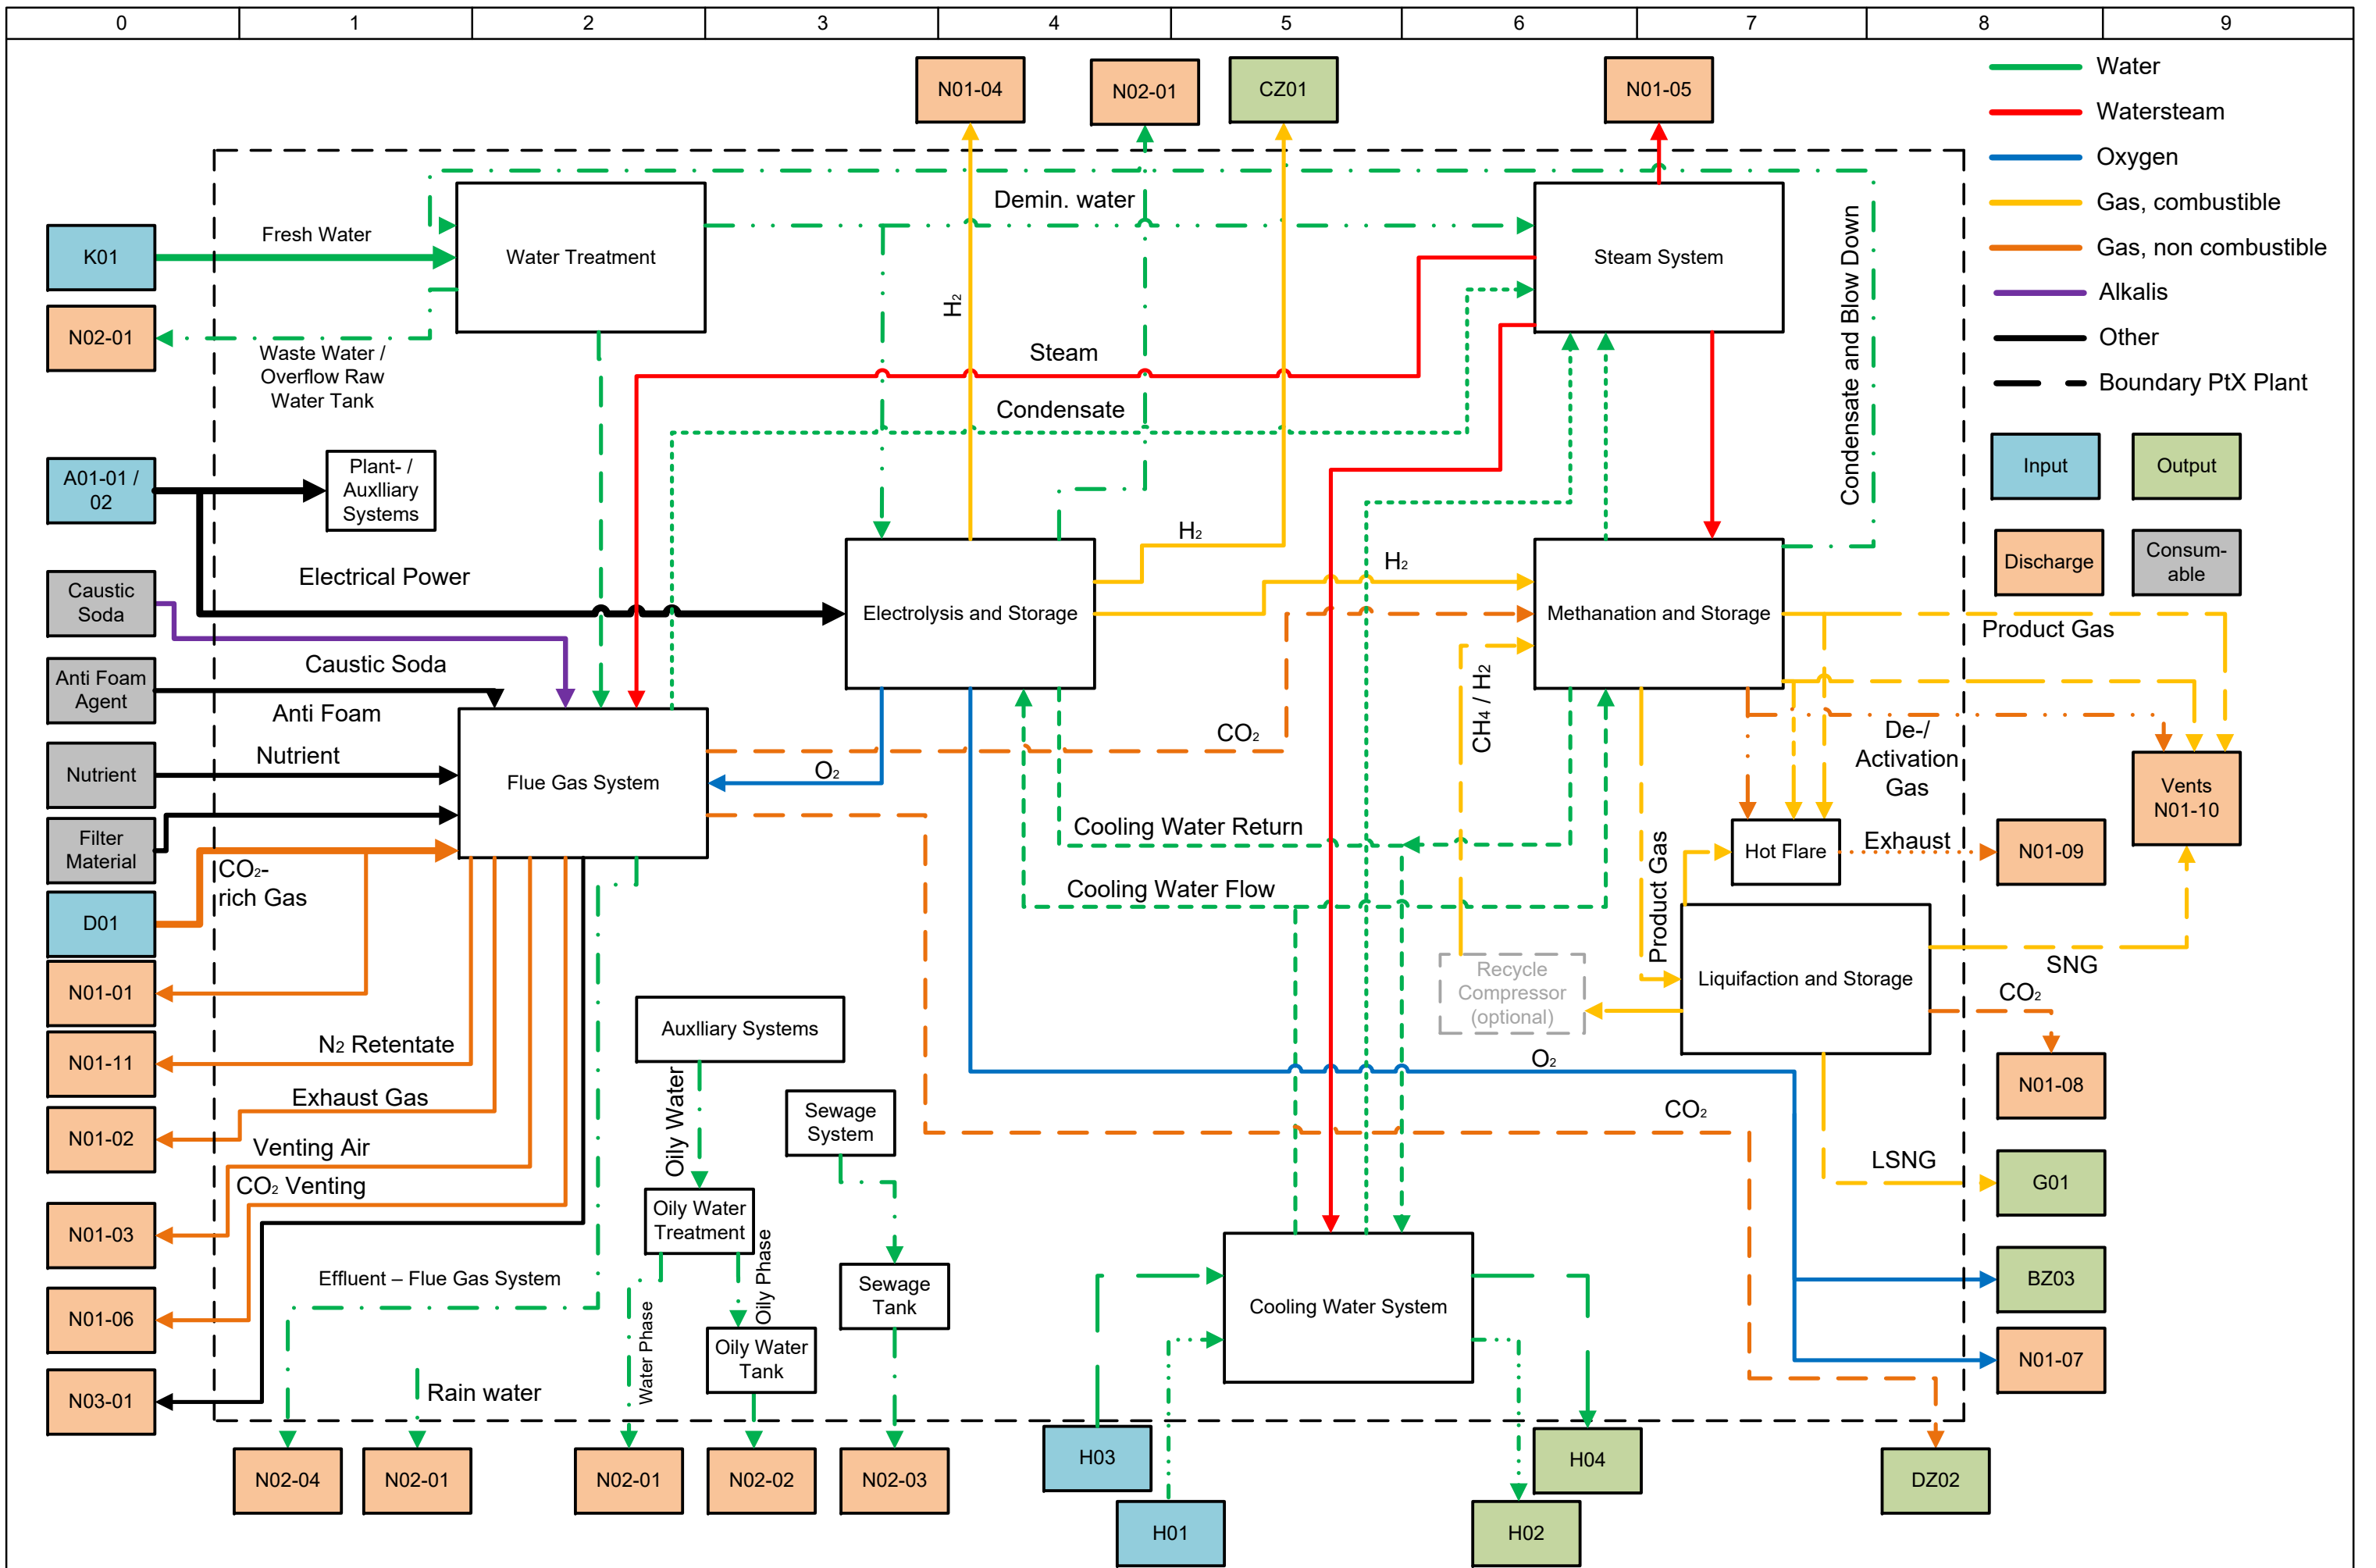 0 1 2 3 4 5 6 7 8 9
N01-04
N02-01
CZ01
N01-05
Water
Watersteam
Oxygen
Gas, combustible
Gas, non combustible
Alkalis
Other
Boundary PtX Plant
Input
Output
Discharge
Consum-
able
K01
Fresh Water
Water Treatment
Demin. water
Steam System
Condensate and Blow Down
N02-01
Waste Water /
Overflow Raw
Water Tank
H2
Steam
Condensate
A01-01 /
02
Plant- /
Auxlliary
Systems
Electrical Power
H2
H2
Caustic
Soda
Caustic Soda
Electrolysis and Storage
Methanation and Storage
Product Gas
Anti Foam
Agent
Anti Foam
CH4 / H2
CO2
De-/
Activation
Gas
Nutrient
Nutrient
Flue Gas System
O2
Vents
N01-10
Filter
Material
Cooling Water Return
Product Gas
Hot Flare
Exhaust
N01-09
CO2-
rich Gas
Cooling Water Flow
D01
N01-01
Recycle
Compressor
(optional)
Liquifaction and Storage
SNG
CO2
Auxlliary Systems
N2 Retentate
N01-11
O2
N01-08
Exhaust Gas
N01-02
Oily Water
Sewage
System
CO2
Venting Air
LSNG
G01
CO2 Venting
N01-03
Oily Water
Treatment
Oily Phase
Effluent – Flue Gas System
Sewage
Tank
Cooling Water System
BZ03
N01-06
Water Phase
Oily Water
Tank
N01-07
N03-01
Rain water
N02-04
N02-01
N02-01
N02-02
N02-03
H03
H04
DZ02
H01
H02